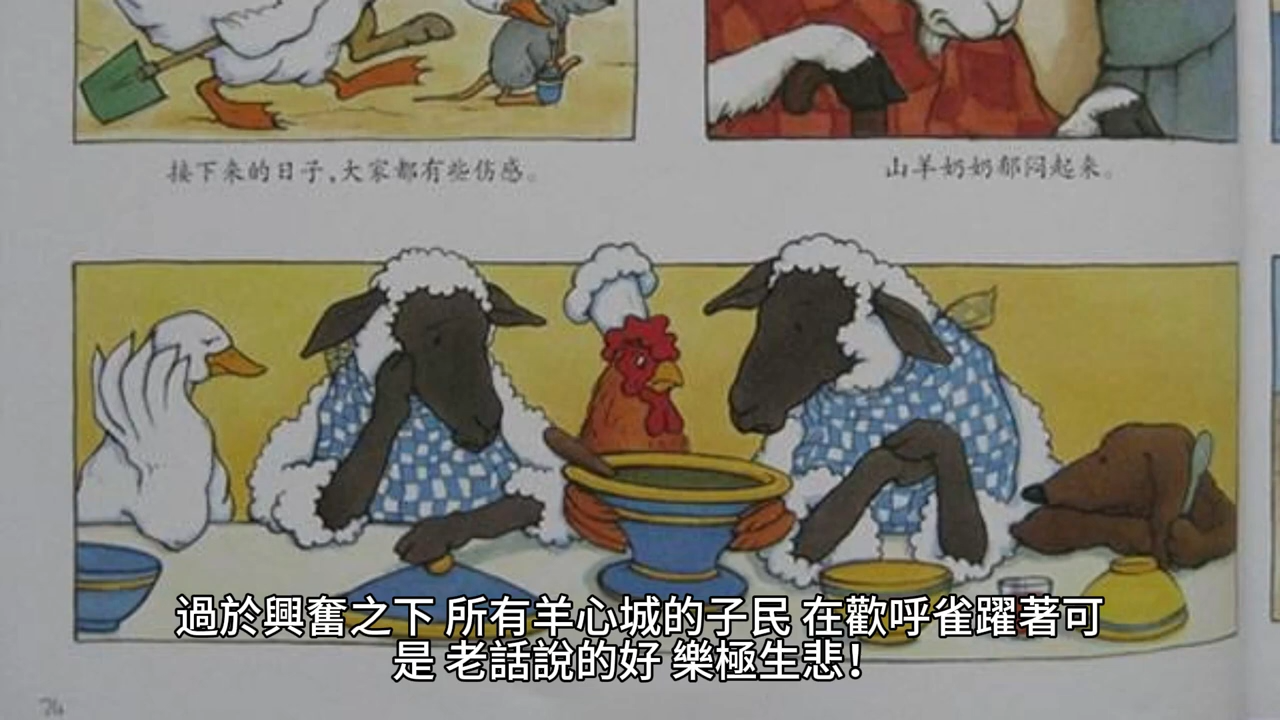 接下来的日子,大家都有些伤感。
山羊奶奶郁闷起来。
過於興奮之下 所有羊心城的子民 在歡呼雀躍著可
是 老話說的好 樂極生悲！
74